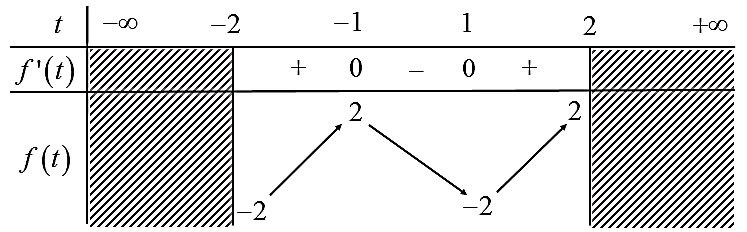 t −∞ −2 −1 1 2 +∞
f'(t) + 0 − 0 +
2 2
f(t)
−2 −2